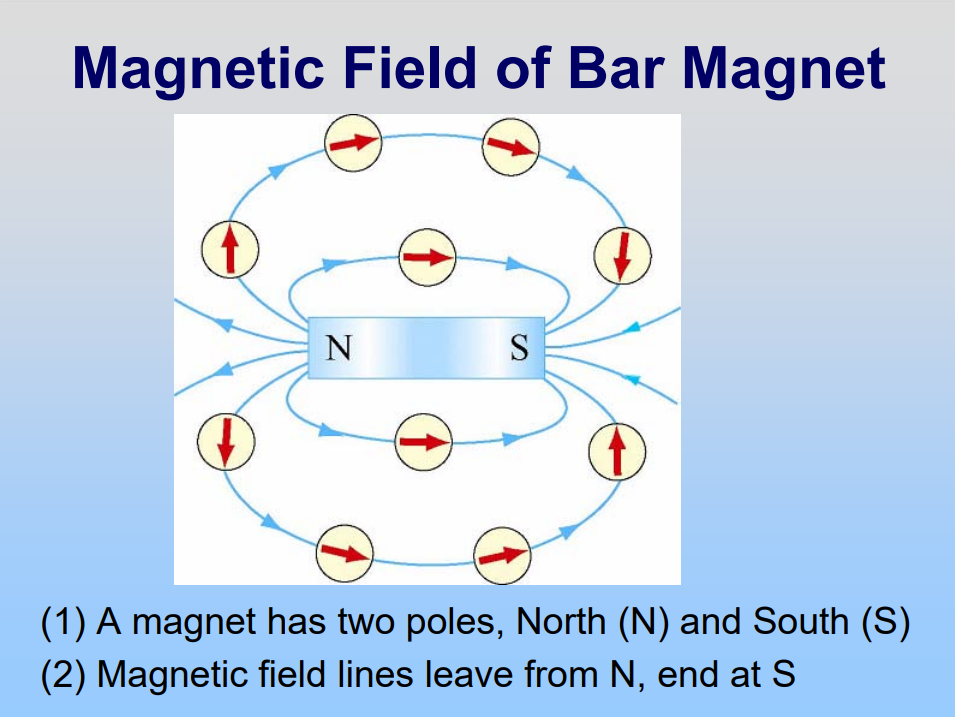 Magnetic Field of Bar Magnet
N S
(1) A magnet has two poles, North (N) and South (S)
(2) Magnetic field lines leave from N, end at S